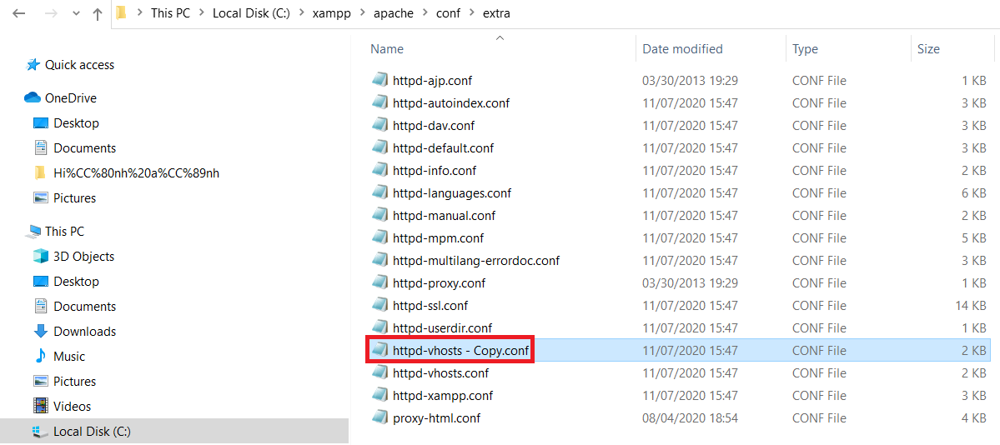 This PC > Local Disk (C:) > xampp > apache > conf > extra
Name Date modified Type Size
Quick access
OneDrive
Desktop
Documents
Hi%CC%80nh%20a%CC%89nh
Pictures
This PC
3D Objects
Desktop
Documents
Downloads
Music
Pictures
Videos
Local Disk (C:)
httpd-ajp.conf 03/30/2013 19:29 CONF File 1 KB
httpd-autoindex.conf 11/07/2020 15:47 CONF File 3 KB
httpd-dav.conf 11/07/2020 15:47 CONF File 3 KB
httpd-default.conf 11/07/2020 15:47 CONF File 3 KB
httpd-info.conf 11/07/2020 15:47 CONF File 2 KB
httpd-languages.conf 11/07/2020 15:47 CONF File 6 KB
httpd-manual.conf 11/07/2020 15:47 CONF File 2 KB
httpd-mpm.conf 11/07/2020 15:47 CONF File 5 KB
httpd-multilang-errordoc.conf 11/07/2020 15:47 CONF File 3 KB
httpd-proxy.conf 03/30/2013 19:29 CONF File 1 KB
httpd-ssl.conf 11/07/2020 15:47 CONF File 14 KB
httpd-userdir.conf 11/07/2020 15:47 CONF File 1 KB
httpd-vhosts - Copy.conf 11/07/2020 15:47 CONF File 2 KB
httpd-vhosts.conf 11/07/2020 15:47 CONF File 2 KB
httpd-xampp.conf 11/07/2020 15:47 CONF File 3 KB
proxy-html.conf 08/04/2020 18:54 CONF File 4 KB